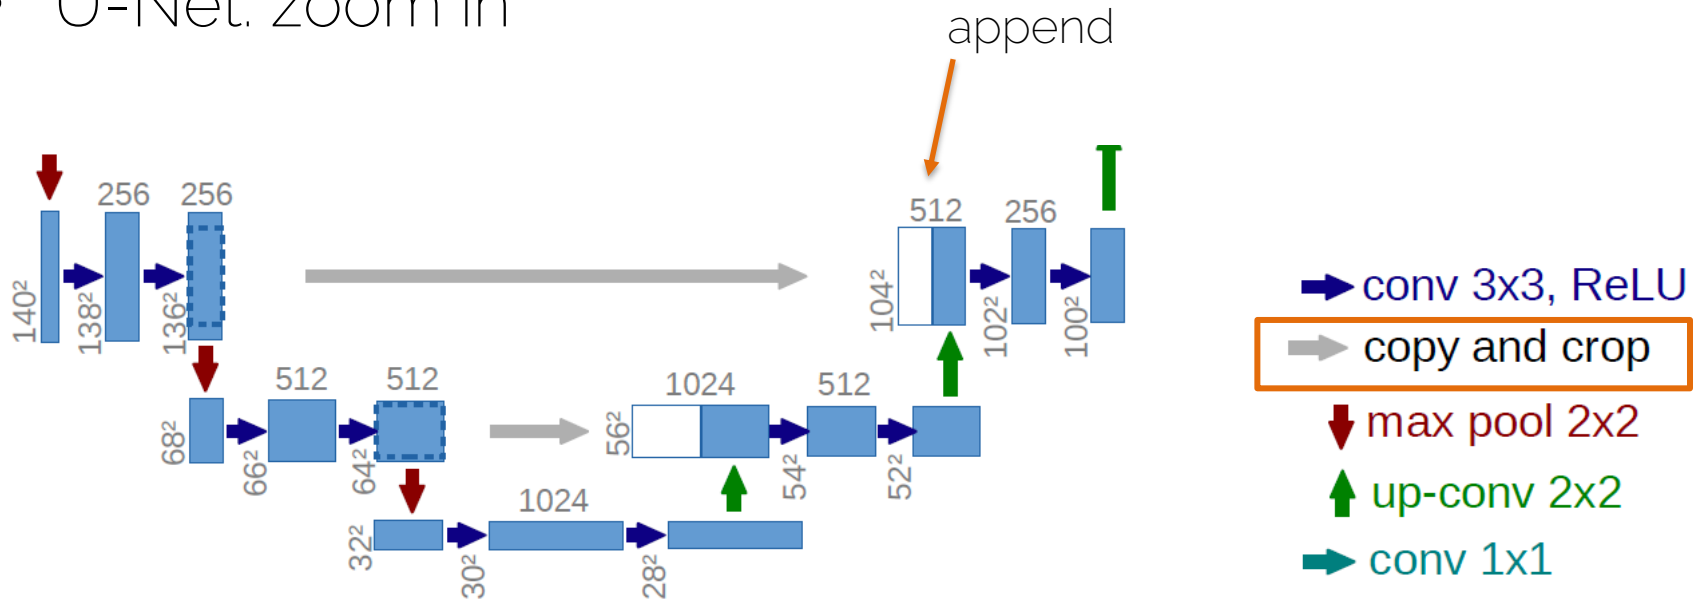 U-Net: zoom in
append
256 256
512 256
140²
138²
136²
104²
102²
100²
512 512
1024 512
68²
66²
64²
56²
54²
52²
1024
32²
30²
28²
conv 3x3, ReLU
copy and crop
max pool 2x2
up-conv 2x2
conv 1x1